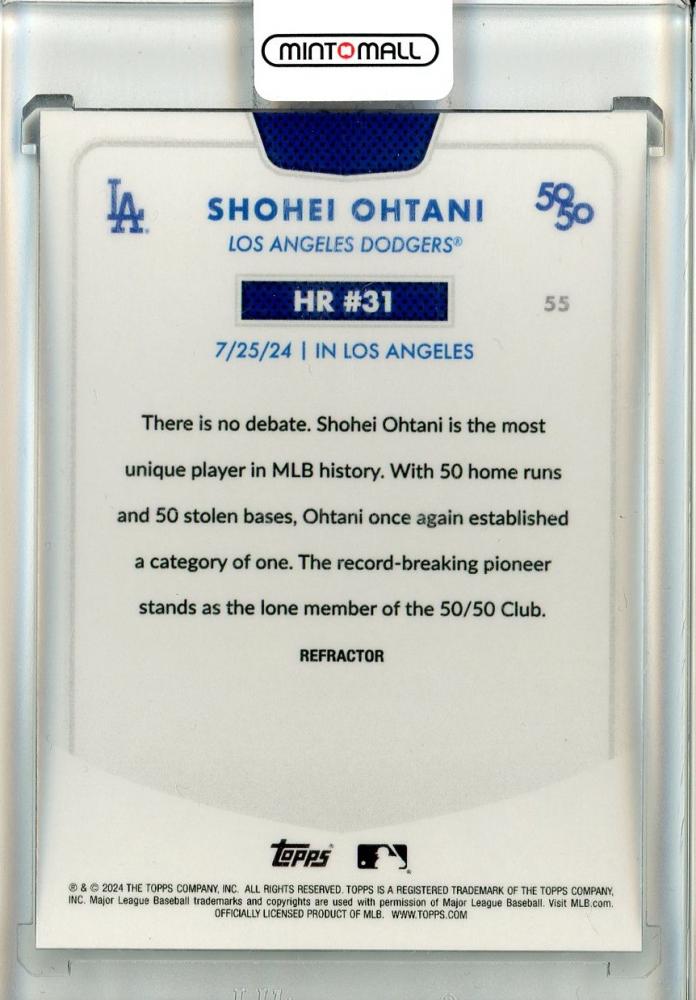 MINT MALL
LA
SHOHEI OHTANI
50
50
LOS ANGELES DODGERS®
HR #31
55
7/25/24 | IN LOS ANGELES
There is no debate. Shohei Ohtani is the most
unique player in MLB history. With 50 home runs
and 50 stolen bases, Ohtani once again established
a category of one. The record-breaking pioneer
stands as the lone member of the 50/50 Club.
REFRACTOR
topps
® & © 2024 THE TOPPS COMPANY, INC. ALL RIGHTS RESERVED. TOPPS IS A REGISTERED TRADEMARK OF THE TOPPS COMPANY,
INC. Major League Baseball trademarks and copyrights are used with permission of Major League Baseball. Visit MLB.com.
OFFICIALLY LICENSED PRODUCT OF MLB. WWW.TOPPS.COM